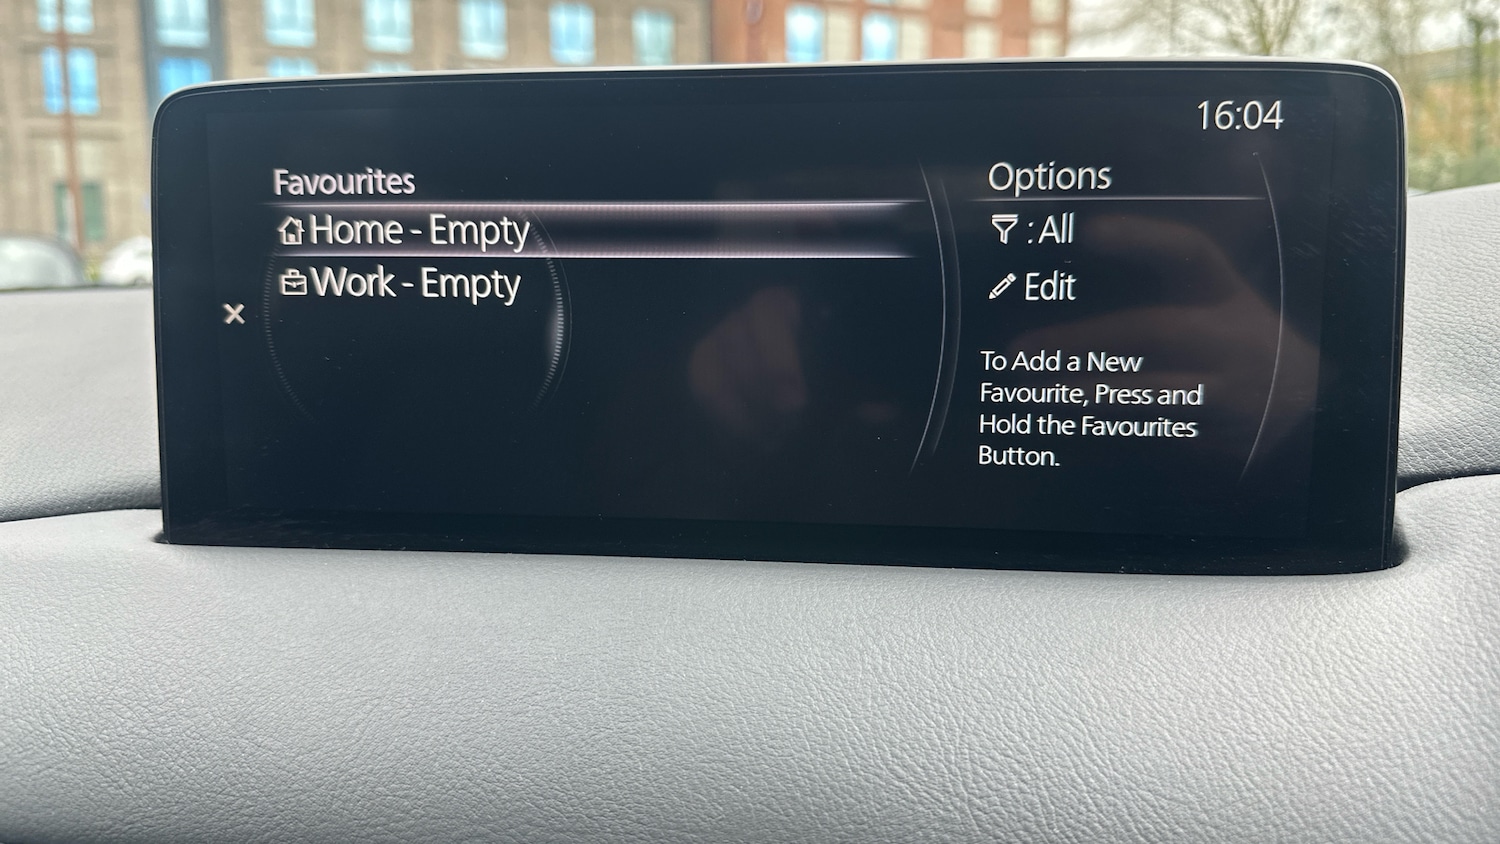 16:04
Favourites
Home - Empty
Work - Empty
Options
: All
Edit
To Add a New
Favourite, Press and
Hold the Favourites
Button.